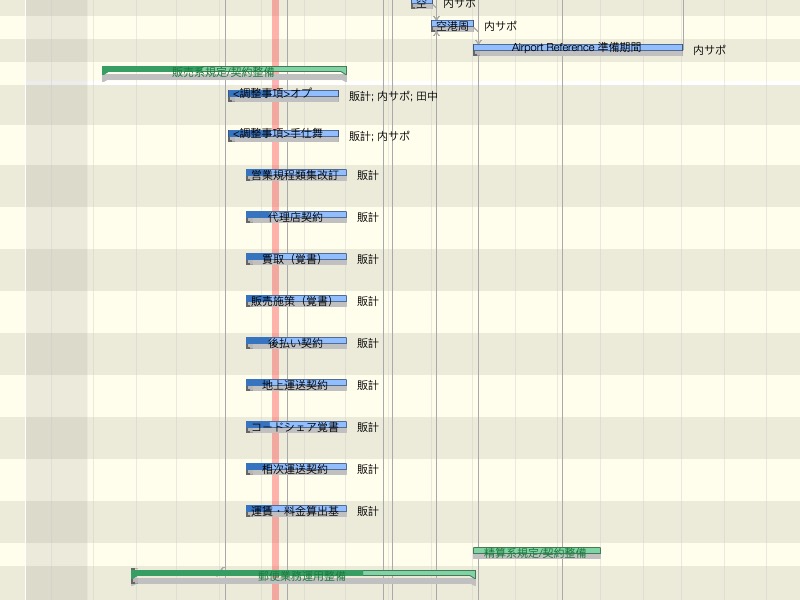 空 内サポ
空港周 内サポ
Airport Reference 準備期間 内サポ
販売系規定/契約整備
<調整事項>オプ 販計; 内サポ; 田中
<調整事項>手仕舞 販計; 内サポ
営業規程類集改訂 販計
代理店契約 販計
買取（覚書） 販計
販売施策（覚書） 販計
後払い契約 販計
地上運送契約 販計
コードシェア覚書 販計
相次運送契約 販計
運賃・料金算出基 販計
精算系規定/契約整備
郵便業務運用整備